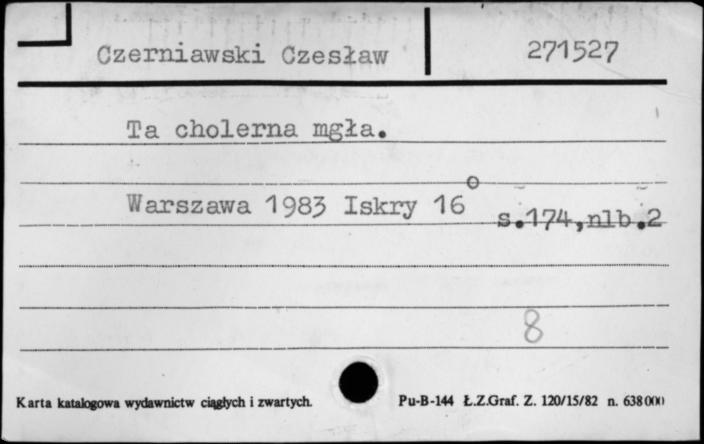 Czerniawski Czesław 271527
Ta cholerna mgła.
Warszawa 1983 Iskry 16°
s.174,nlb.2
8
Karta katalogowa wydawnictw ciągłych i zwartych. Pu-B-144 Ł.Z.Graf. Z. 120/15/82 n. 638000